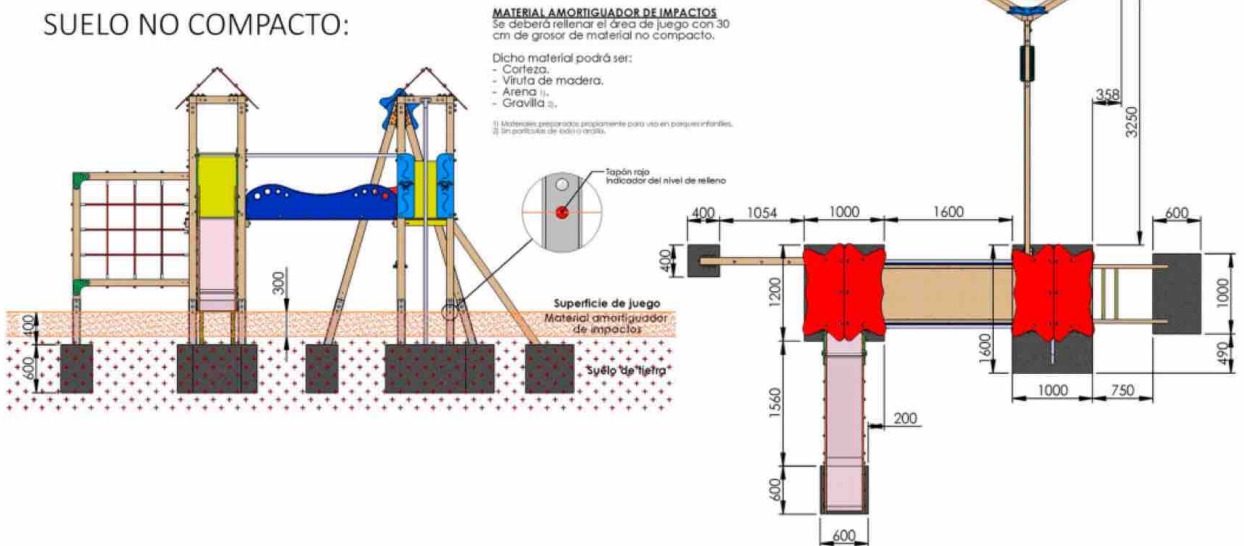 SUELO NO COMPACTO:
MATERIAL AMORTIGUADOR DE IMPACTOS
Se deberá rellenar el área de juego con 30
cm de grosor de material no compacto.
Dicho material podrá ser:
- Corteza.
- Viruta de madera.
- Arena 1).
- Gravilla 2).
1) Materiales preparados propiamente para uso en parques infantiles.
2) Sin partículas de lodo o arcilla.
Tapón rojo
Indicador del nivel de relleno
300
400
600
Superficie de juego
Material amortiguador
de impactos
Suelo de tierra
358
3250
400
1054
1000
1600
600
400
1200
1600
1000
490
1000
750
1560
200
600
600